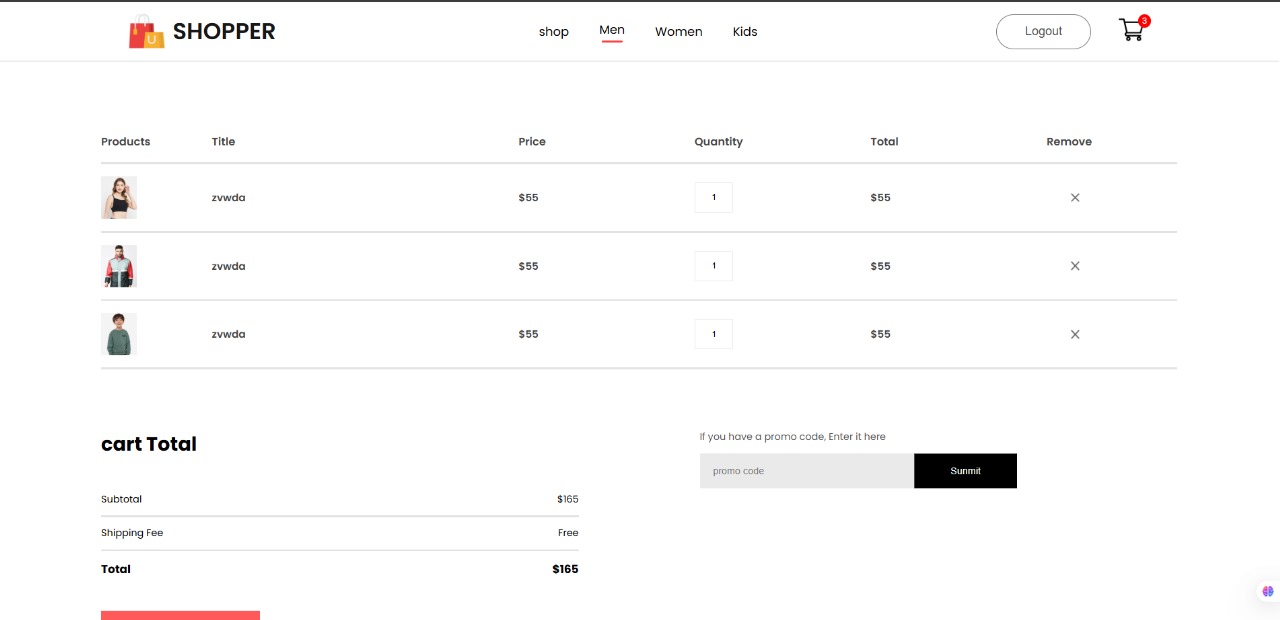 SHOPPER shop Men Women Kids Logout 3
Products Title Price Quantity Total Remove
zvwda $55 1 $55
zvwda $55 1 $55
zvwda $55 1 $55
cart Total
If you have a promo code, Enter it here
promo code Sunmit
Subtotal $165
Shipping Fee Free
Total $165